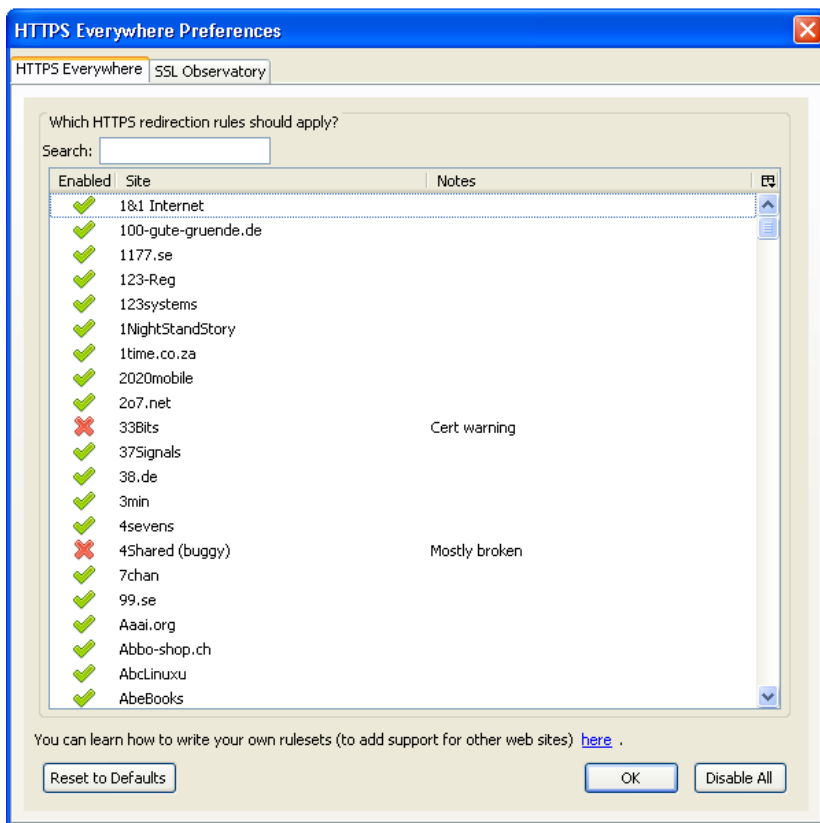 HTTPS Everywhere Preferences
HTTPS Everywhere SSL Observatory
Which HTTPS redirection rules should apply?
Search:
Enabled Site Notes
1&1 Internet
100-gute-gruende.de
1177.se
123-Reg
123systems
1NightStandStory
1time.co.za
2020mobile
2o7.net
33Bits Cert warning
37Signals
38.de
3min
4sevens
4Shared (buggy) Mostly broken
7chan
99.se
Aaai.org
Abbo-shop.ch
AbcLinuxu
AbeBooks
You can learn how to write your own rulesets (to add support for other web sites) here .
Reset to Defaults OK Disable All